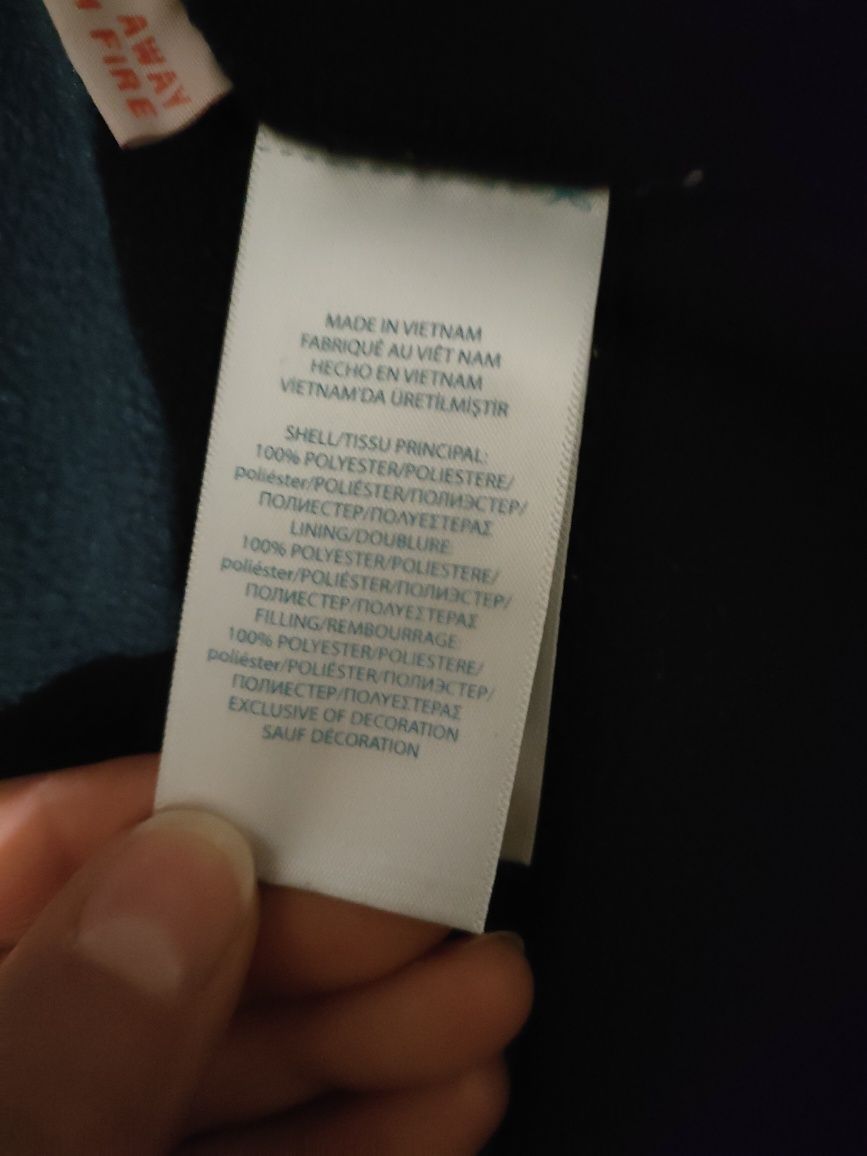 AWAY
FIRE
MADE IN VIETNAM
FABRIQUÉ AU VIÊT NAM
HECHO EN VIETNAM
VİETNAM'DA ÜRETİLMİŞTİR
SHELL/TISSU PRINCIPAL:
100% POLYESTER/POLIESTERE/
poliéster/POLIÉSTER/ПОЛИЭСТЕР/
ПОЛИЕСТЕР/ΠΟΛΥΕΣΤΕΡΑΣ
LINING/DOUBLURE:
100% POLYESTER/POLIESTERE/
poliéster/POLIÉSTER/ПОЛИЭСТЕР/
ПОЛИЕСТЕР/ΠΟΛΥΕΣΤΕΡΑΣ
FILLING/REMBOURRAGE:
100% POLYESTER/POLIESTERE/
poliéster/POLIÉSTER/ПОЛИЭСТЕР/
ПОЛИЕСТЕР/ΠΟΛΥΕΣΤΕΡΑΣ
EXCLUSIVE OF DECORATION
SAUF DÉCORATION